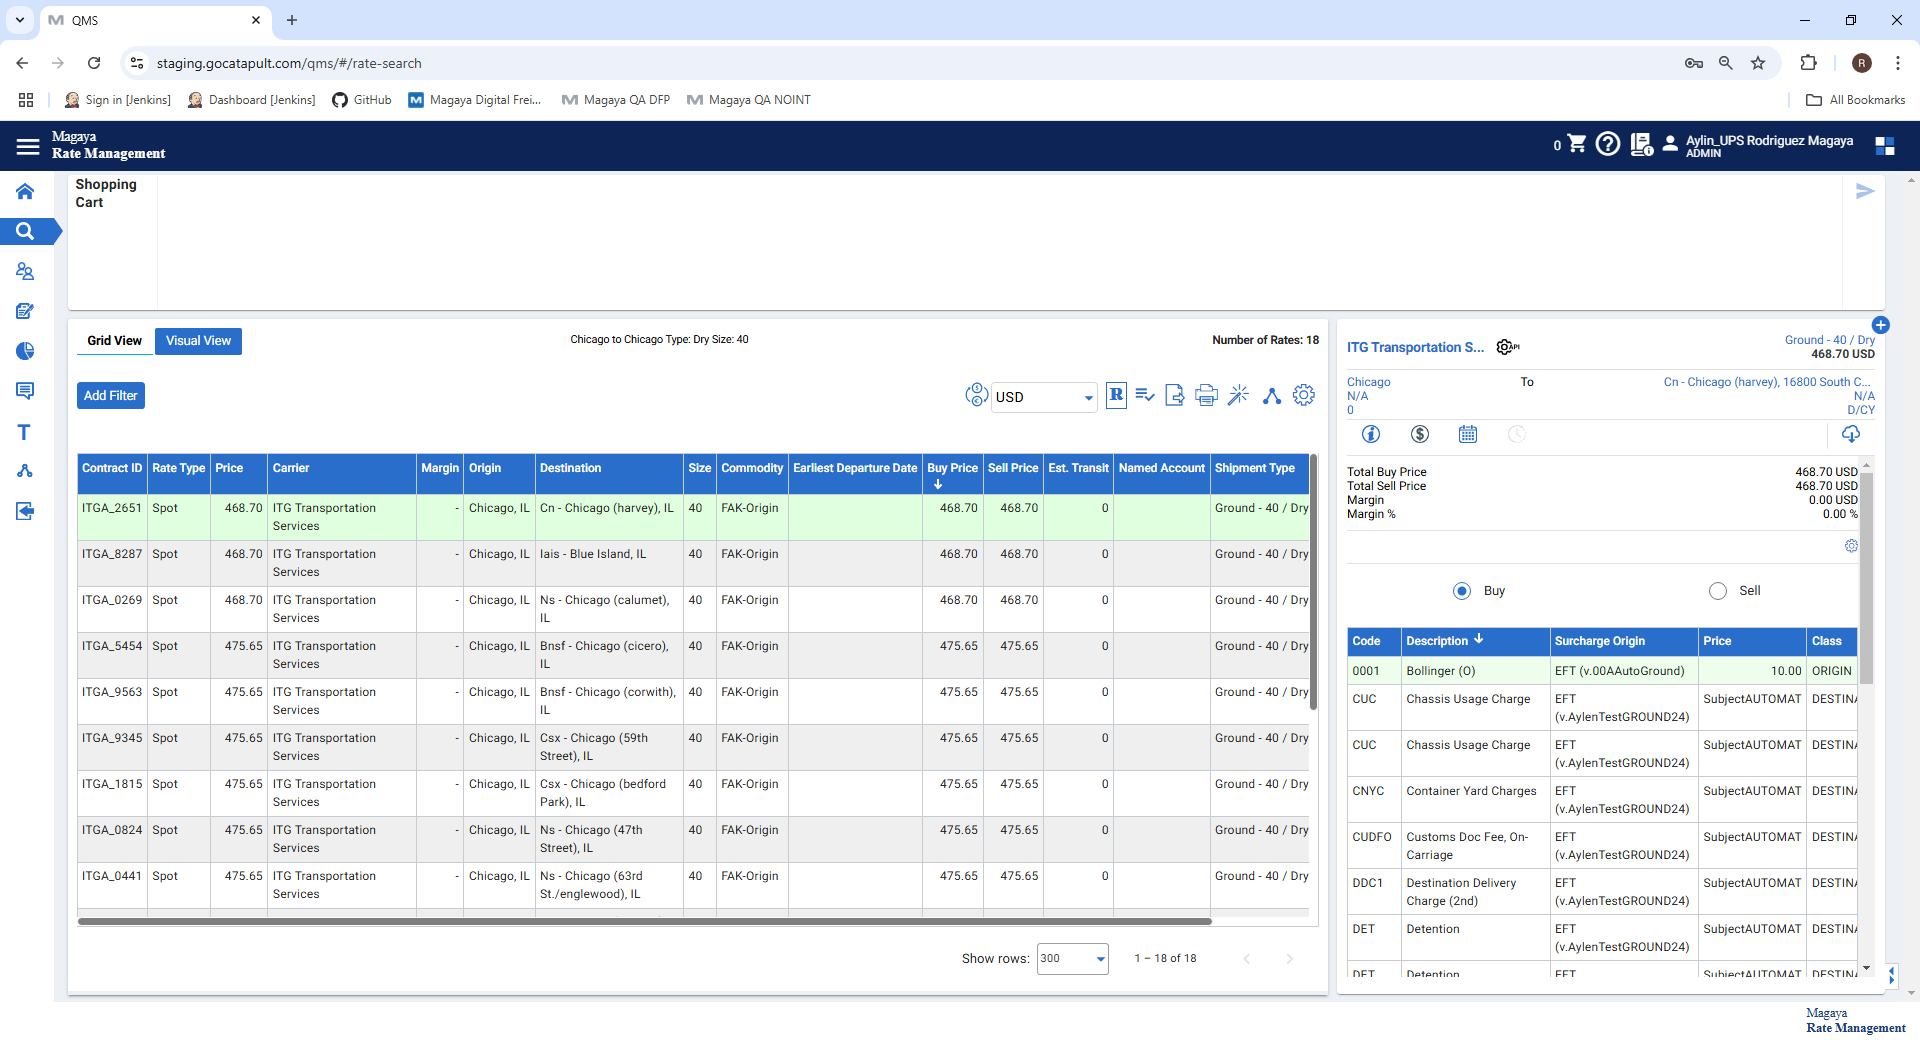 QMS
staging.gocatapult.com/qms/#/rate-search
R
Sign in [Jenkins]
Dashboard [Jenkins]
GitHub
Magaya Digital Frei...
Magaya QA DFP
Magaya QA NOINT
All Bookmarks
Magaya
Rate Management
0
Aylin_UPS Rodriguez Magaya
ADMIN
Shopping
Cart
Grid View
Visual View
Chicago to Chicago Type: Dry Size: 40
Number of Rates: 18
Add Filter
USD
R
Contract ID Rate Type Price Carrier Margin Origin Destination Size Commodity Earliest Departure Date Buy Price Sell Price Est. Transit Named Account Shipment Type
ITGA_2651 Spot 468.70 ITG Transportation - Chicago, IL Cn - Chicago (harvey), IL 40 FAK-Origin 468.70 468.70 0 Ground - 40 / Dry
Services
ITGA_8287 Spot 468.70 ITG Transportation - Chicago, IL Iais - Blue Island, IL 40 FAK-Origin 468.70 468.70 0 Ground - 40 / Dry
Services
ITGA_0269 Spot 468.70 ITG Transportation - Chicago, IL Ns - Chicago (calumet), 40 FAK-Origin 468.70 468.70 0 Ground - 40 / Dry
Services IL
ITGA_5454 Spot 475.65 ITG Transportation - Chicago, IL Bnsf - Chicago (cicero), 40 FAK-Origin 475.65 475.65 0 Ground - 40 / Dry
Services IL
ITGA_9563 Spot 475.65 ITG Transportation - Chicago, IL Bnsf - Chicago (corwith), 40 FAK-Origin 475.65 475.65 0 Ground - 40 / Dry
Services IL
ITGA_9345 Spot 475.65 ITG Transportation - Chicago, IL Csx - Chicago (59th 40 FAK-Origin 475.65 475.65 0 Ground - 40 / Dry
Services Street), IL
ITGA_1815 Spot 475.65 ITG Transportation - Chicago, IL Csx - Chicago (bedford 40 FAK-Origin 475.65 475.65 0 Ground - 40 / Dry
Services Park), IL
ITGA_0824 Spot 475.65 ITG Transportation - Chicago, IL Ns - Chicago (47th 40 FAK-Origin 475.65 475.65 0 Ground - 40 / Dry
Services Street), IL
ITGA_0441 Spot 475.65 ITG Transportation - Chicago, IL Ns - Chicago (63rd 40 FAK-Origin 475.65 475.65 0 Ground - 40 / Dry
Services St./englewood), IL
Show rows: 300 1 – 18 of 18
ITG Transportation S... API
Ground - 40 / Dry
468.70 USD
Chicago To Cn - Chicago (harvey), 16800 South C...
N/A N/A
0 D/CY
Total Buy Price 468.70 USD
Total Sell Price 468.70 USD
Margin 0.00 USD
Margin % 0.00 %
Buy Sell
Code Description Surcharge Origin Price Class
0001 Bollinger (O) EFT (v.00AAutoGround) 10.00 ORIGIN
CUC Chassis Usage Charge EFT SubjectAUTOMAT DESTINA
(v.AylenTestGROUND24)
CUC Chassis Usage Charge EFT SubjectAUTOMAT DESTINA
(v.AylenTestGROUND24)
CNYC Container Yard Charges EFT SubjectAUTOMAT DESTINA
(v.AylenTestGROUND24)
CUDFO Customs Doc Fee, On- EFT SubjectAUTOMAT DESTINA
Carriage (v.AylenTestGROUND24)
DDC1 Destination Delivery EFT SubjectAUTOMAT DESTINA
Charge (2nd) (v.AylenTestGROUND24)
DET Detention EFT SubjectAUTOMAT DESTINA
(v.AylenTestGROUND24)
DET Detention EFT SubjectAUTOMAT DESTINA
Magaya
Rate Management